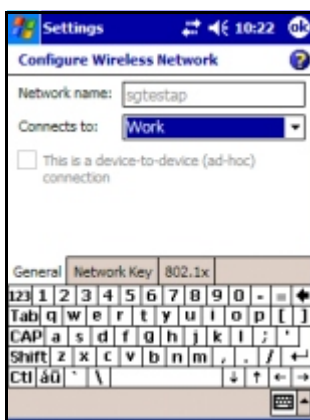 Settings 10:22 ok
Configure Wireless Network ?
Network name: sgtestap
Connects to: Work
This is a device-to-device (ad-hoc)
connection
General Network Key 802.1x
123 1 2 3 4 5 6 7 8 9 0 - =
Tab q w e r t y u i o p [ ]
CAP a s d f g h j k l ; '
Shift z x c v b n m , . /
Ctl áü ` \